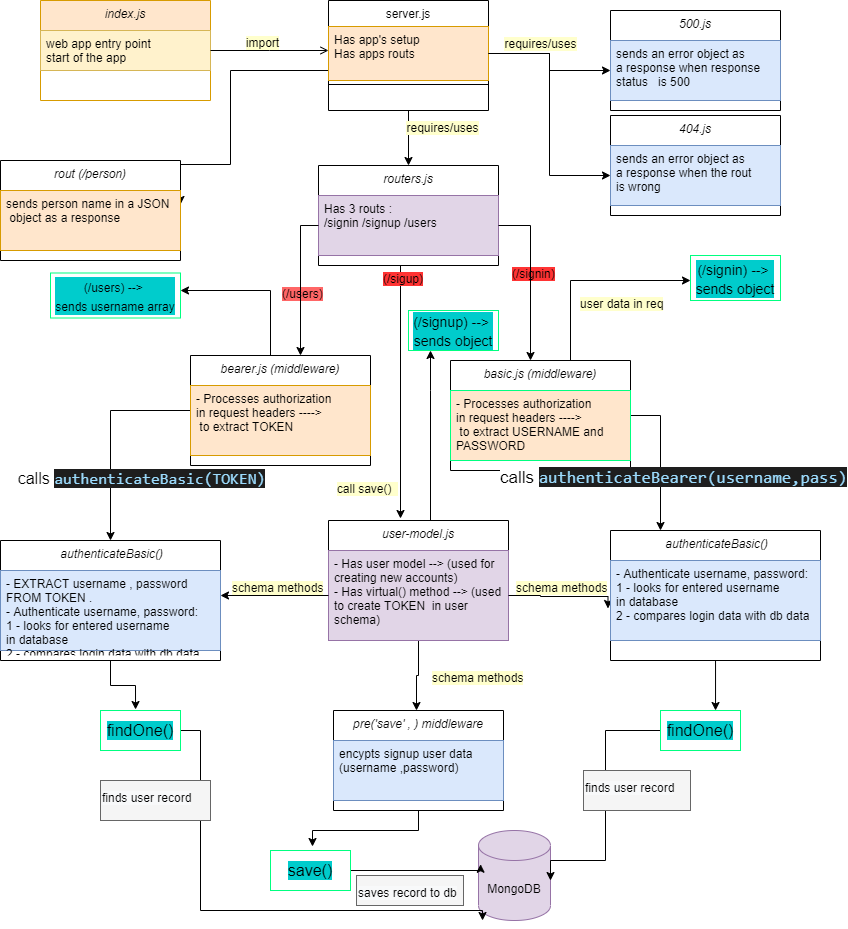 index.js
web app entry point
start of the app
import
server.js
Has app's setup
Has apps routs
requires/uses
500.js
sends an error object as
a response when response
status is 500
404.js
sends an error object as
a response when the rout
is wrong
requires/uses
rout (/person)
sends person name in a JSON
object as a response
routers.js
Has 3 routs :
/signin /signup /users
(/users) -->
sends username array
(/users)
(/sigup)
(/signin)
(/signin) -->
sends object
user data in req
(/signup) -->
sends object
bearer.js (middleware)
- Processes authorization
in request headers ---->
to extract TOKEN
basic.js (middleware)
- Processes authorization
in request headers ---->
to extract USERNAME and
PASSWORD
calls authenticateBasic(TOKEN)
call save()
calls authenticateBearer(username,pass)
authenticateBasic()
- EXTRACT username , password
FROM TOKEN .
- Authenticate username, password:
1 - looks for entered username
in database
2 - compares login data with db data
schema methods
user-model.js
- Has user model --> (used for
creating new accounts)
- Has virtual() method --> (used
to create TOKEN in user
schema)
schema methods
authenticateBasic()
- Authenticate username, password:
1 - looks for entered username
in database
2 - compares login data with db data
schema methods
findOne()
pre('save' , ) middleware
encypts signup user data
(username ,password)
findOne()
finds user record
finds user record
save()
saves record to db
MongoDB